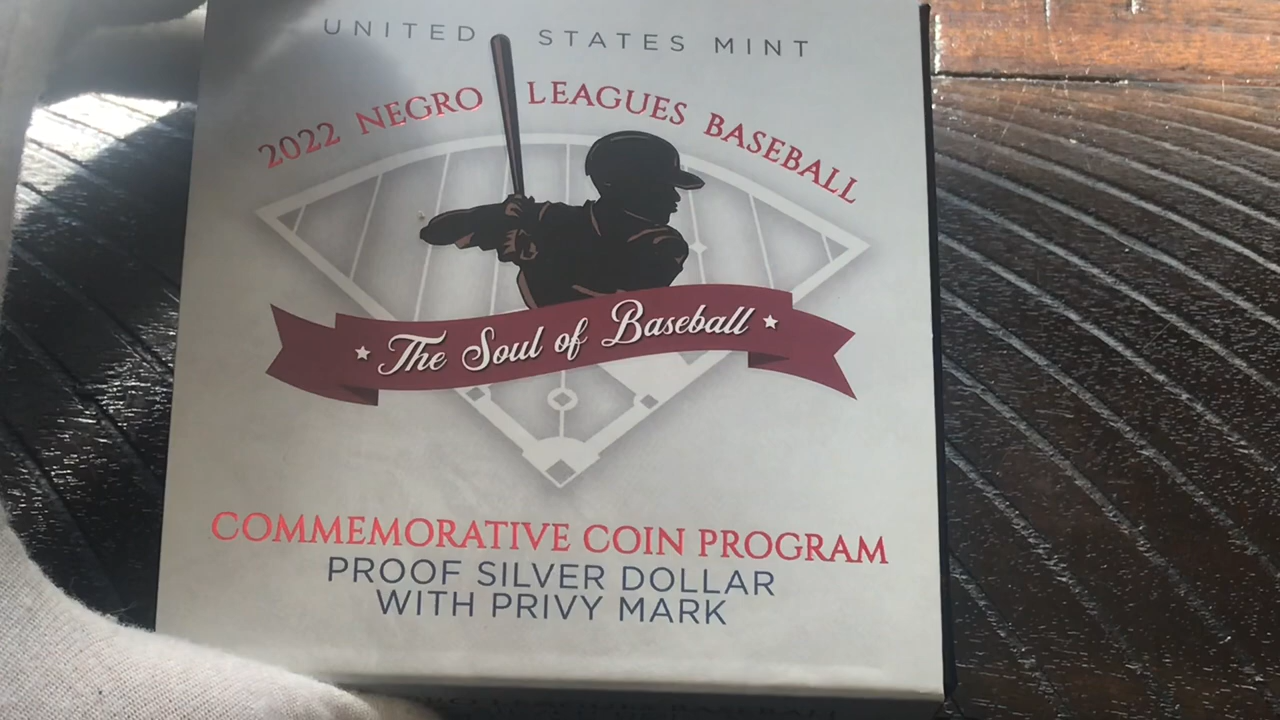 UNITED STATES MINT
2022 NEGRO LEAGUES BASEBALL
The Soul of Baseball
COMMEMORATIVE COIN PROGRAM
PROOF SILVER DOLLAR
WITH PRIVY MARK